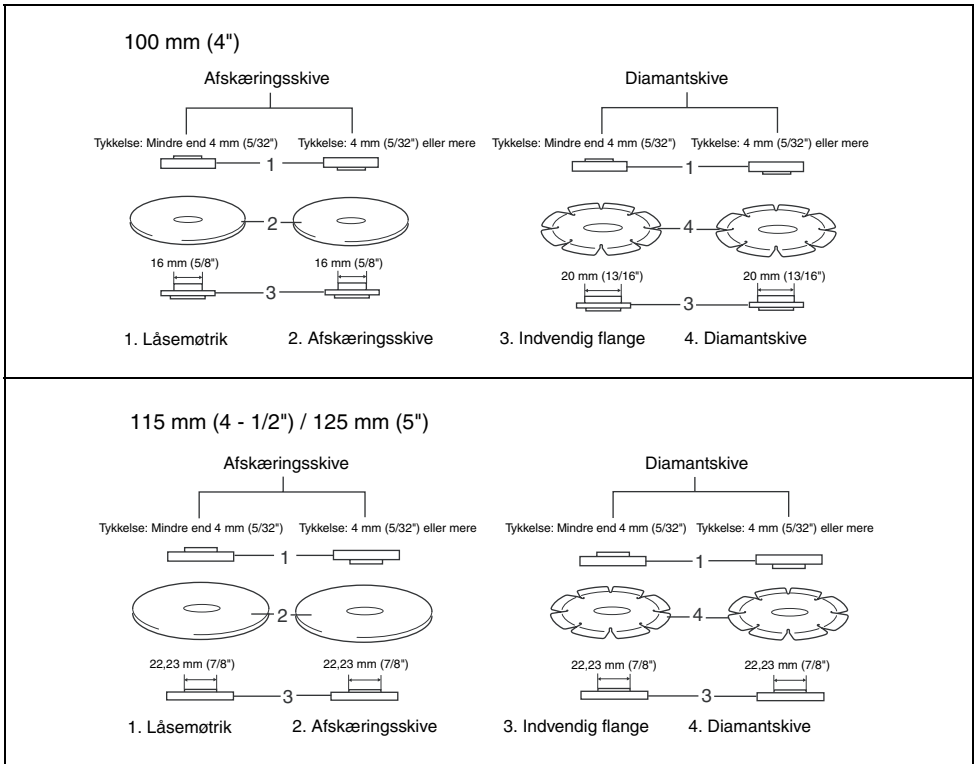 100 mm (4")
Afskæringsskive
Diamantskive
Tykkelse: Mindre end 4 mm (5/32") Tykkelse: 4 mm (5/32") eller mere
Tykkelse: Mindre end 4 mm (5/32") Tykkelse: 4 mm (5/32") eller mere
1
1
2
4
16 mm (5/8") 16 mm (5/8")
20 mm (13/16") 20 mm (13/16")
3
3
1. Låsemøtrik 2. Afskæringsskive 3. Indvendig flange 4. Diamantskive
115 mm (4 - 1/2") / 125 mm (5")
Afskæringsskive
Diamantskive
Tykkelse: Mindre end 4 mm (5/32") Tykkelse: 4 mm (5/32") eller mere
Tykkelse: Mindre end 4 mm (5/32") Tykkelse: 4 mm (5/32") eller mere
1
1
2
4
22,23 mm (7/8") 22,23 mm (7/8")
22,23 mm (7/8") 22,23 mm (7/8")
3
3
1. Låsemøtrik 2. Afskæringsskive 3. Indvendig flange 4. Diamantskive